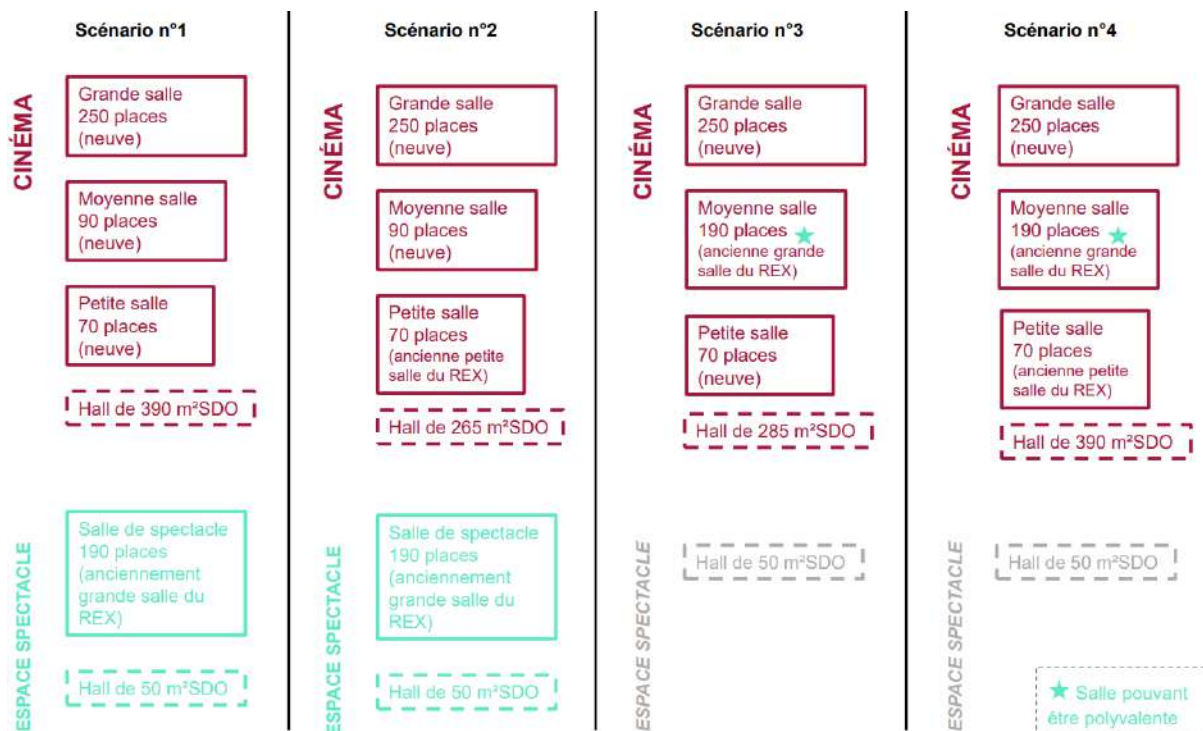 Scénario n°1
CINÉMA
Grande salle
250 places
(neuve)
Moyenne salle
90 places
(neuve)
Petite salle
70 places
(neuve)
Hall de 390 m²SDO
ESPACE SPECTACLE
Salle de spectacle
190 places
(anciennement
grande salle du
REX)
Hall de 50 m²SDO
Scénario n°2
CINÉMA
Grande salle
250 places
(neuve)
Moyenne salle
90 places
(neuve)
Petite salle
70 places
(ancienne petite
salle du REX)
Hall de 265 m²SDO
ESPACE SPECTACLE
Salle de spectacle
190 places
(anciennement
grande salle du
REX)
Hall de 50 m²SDO
Scénario n°3
CINÉMA
Grande salle
250 places
(neuve)
Moyenne salle
190 places
(ancienne grande
salle du REX)
Petite salle
70 places
(neuve)
Hall de 285 m²SDO
ESPACE SPECTACLE
Hall de 50 m²SDO
Scénario n°4
CINÉMA
Grande salle
250 places
(neuve)
Moyenne salle
190 places
(ancienne grande
salle du REX)
Petite salle
70 places
(ancienne petite
salle du REX)
Hall de 390 m²SDO
ESPACE SPECTACLE
Hall de 50 m²SDO
Salle pouvant
être polyvalente